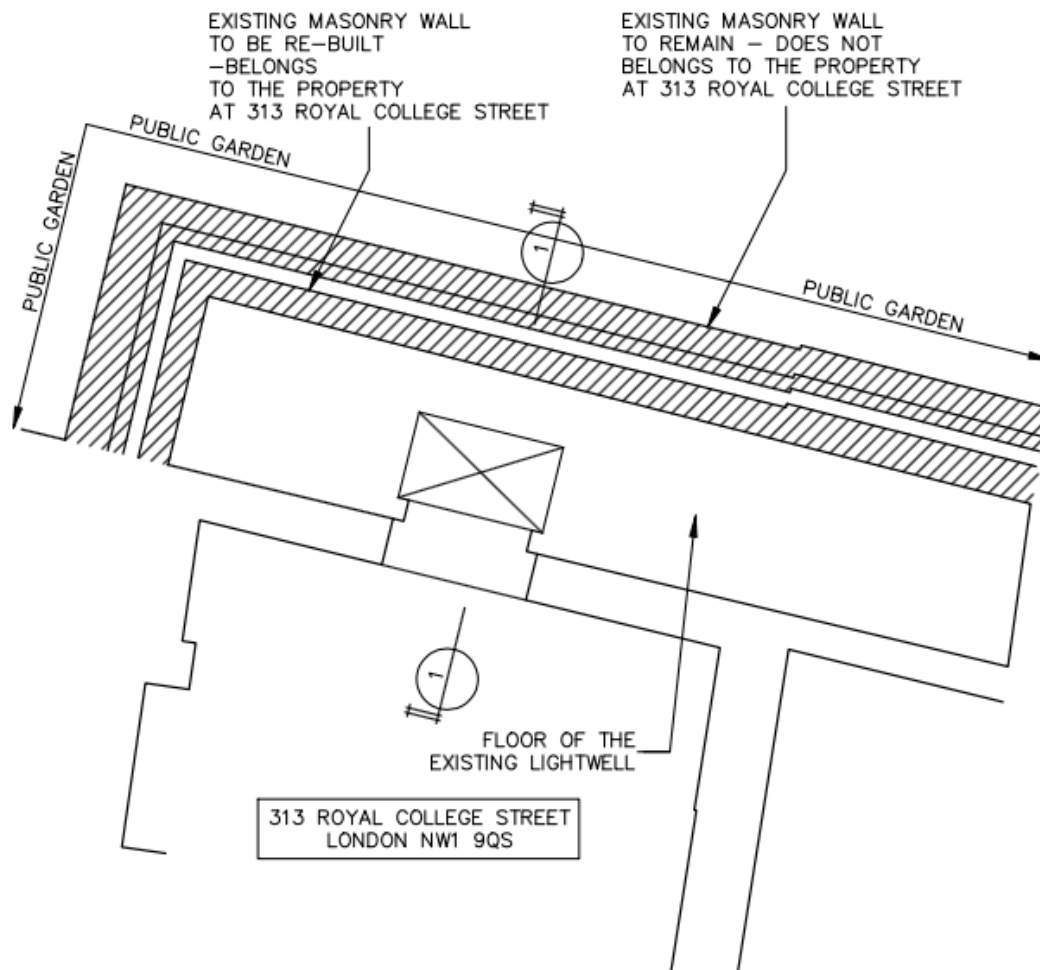 EXISTING MASONRY WALL
TO BE RE-BUILT
-BELONGS
TO THE PROPERTY
AT 313 ROYAL COLLEGE STREET
EXISTING MASONRY WALL
TO REMAIN - DOES NOT
BELONGS TO THE PROPERTY
AT 313 ROYAL COLLEGE STREET
PUBLIC GARDEN
PUBLIC GARDEN
1
PUBLIC GARDEN
1
FLOOR OF THE
EXISTING LIGHTWELL
313 ROYAL COLLEGE STREET
LONDON NW1 9QS